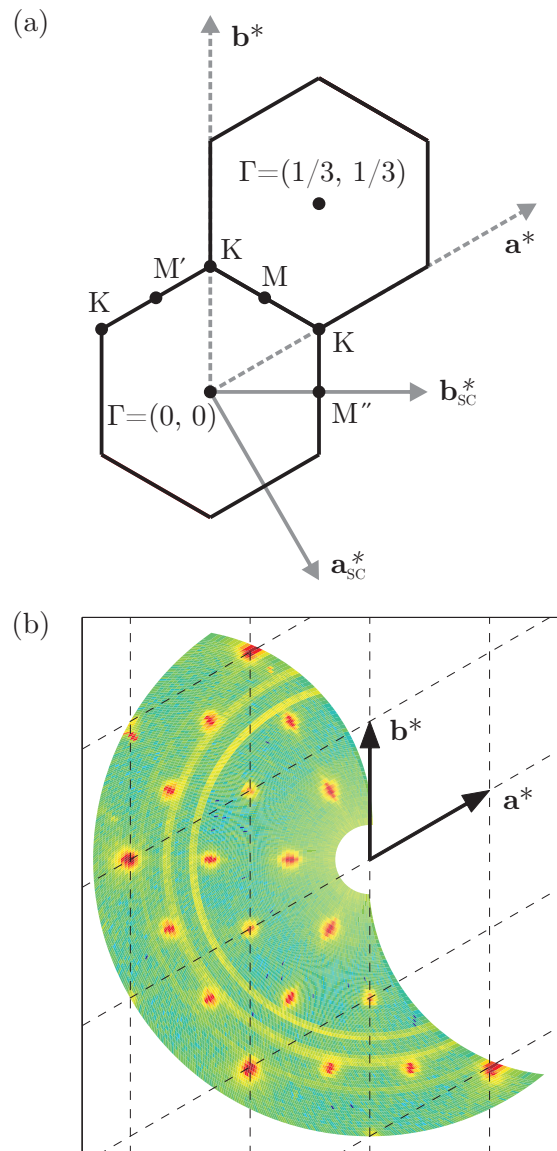 (a)
b*
Γ=(1/3, 1/3)
a*
M′ K M
K
K
b*SC
Γ=(0, 0) M″
a*SC
(b)
b*
a*